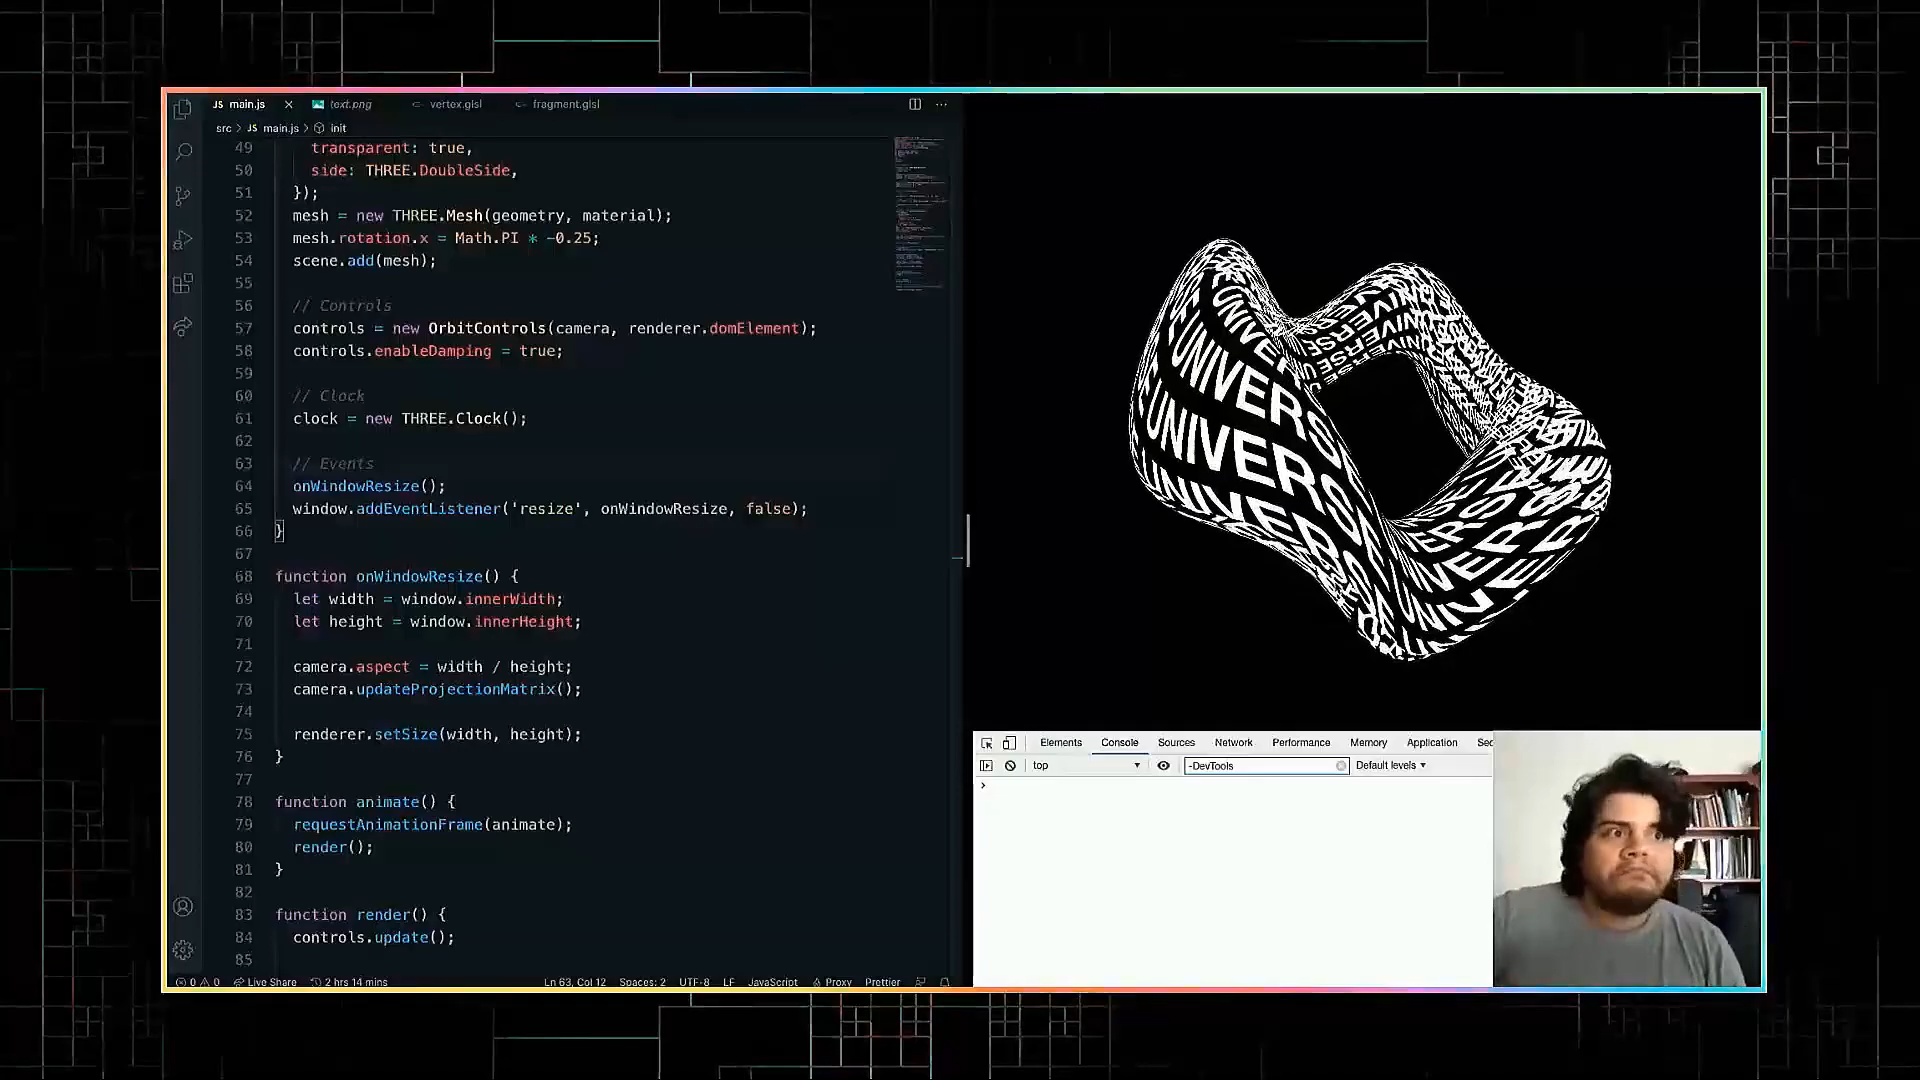 JS main.js text.png vertex.glsl fragment.glsl
src > JS main.js > init
49 transparent: true,
50 side: THREE.DoubleSide,
51 });
52 mesh = new THREE.Mesh(geometry, material);
53 mesh.rotation.x = Math.PI * -0.25;
54 scene.add(mesh);
55
56 // Controls
57 controls = new OrbitControls(camera, renderer.domElement);
58 controls.enableDamping = true;
59
60 // Clock
61 clock = new THREE.Clock();
62
63 // Events
64 onWindowResize();
65 window.addEventListener('resize', onWindowResize, false);
66 }
67
68 function onWindowResize() {
69 let width = window.innerWidth;
70 let height = window.innerHeight;
71
72 camera.aspect = width / height;
73 camera.updateProjectionMatrix();
74
75 renderer.setSize(width, height);
76 }
77
78 function animate() {
79 requestAnimationFrame(animate);
80 render();
81 }
82
83 function render() {
84 controls.update();
85
0 0 Live Share 2 hrs 14 mins Ln 63, Col 12 Spaces: 2 UTF-8 LF JavaScript Proxy Prettier
UNIVERSE
UNIVERS
UNIVERS
UNIVERSE
Elements Console Sources Network Performance Memory Application Sec
top -DevTools Default levels